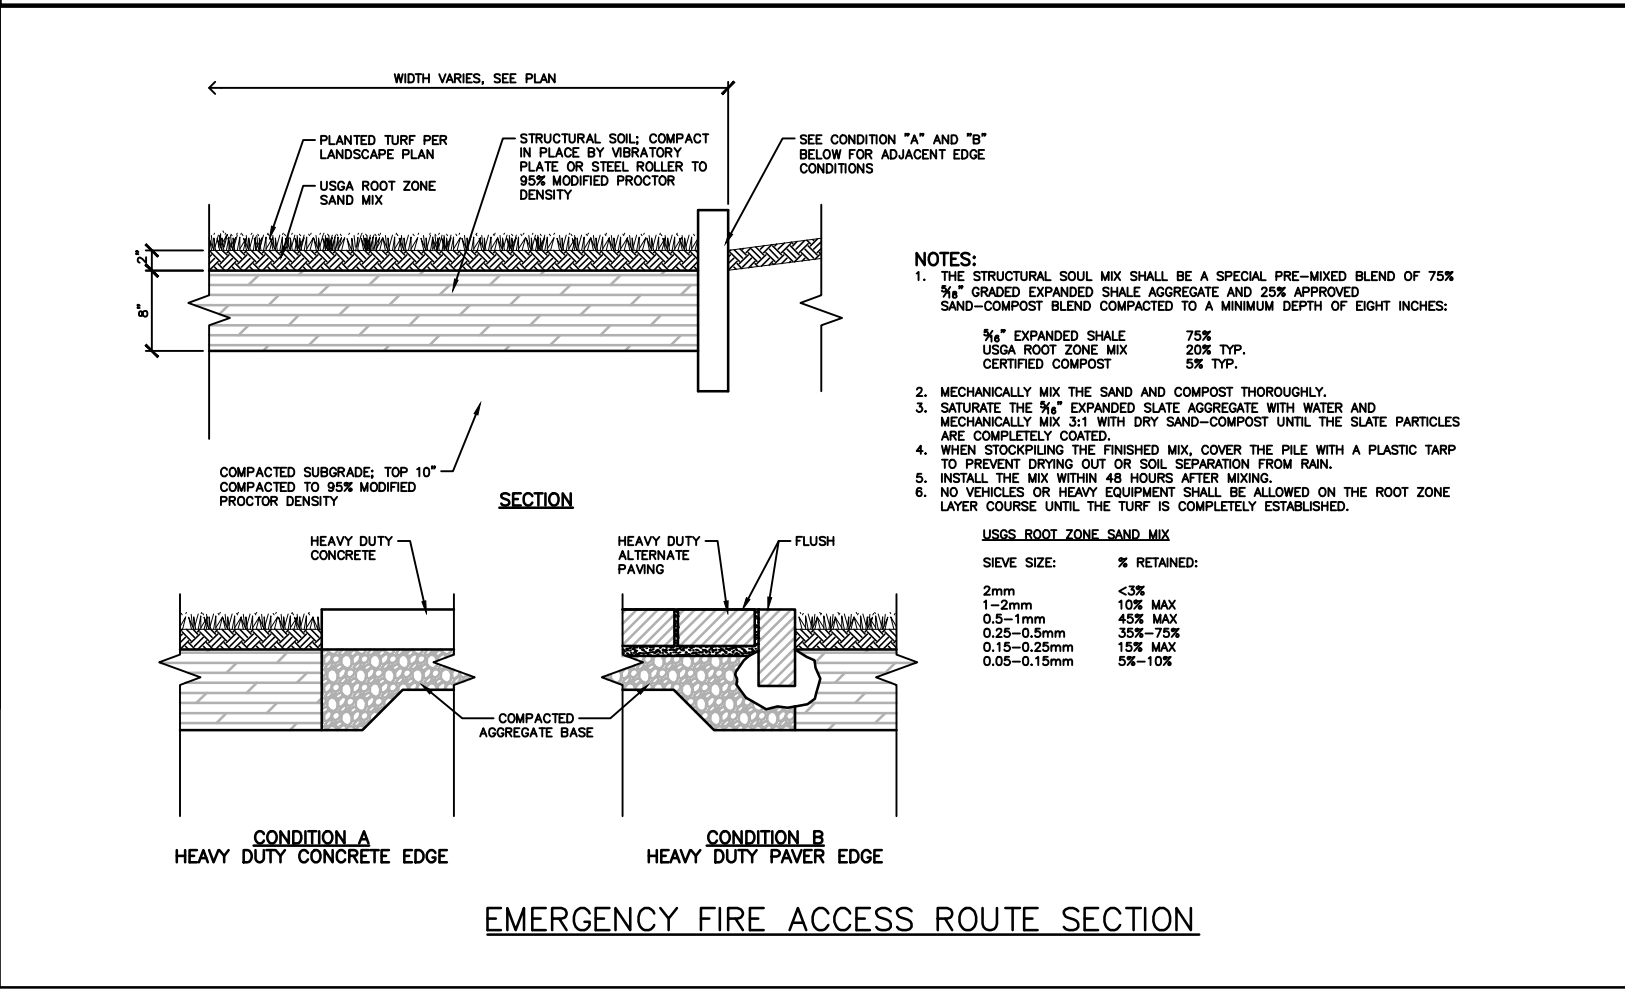 WIDTH VARIES, SEE PLAN
PLANTED TURF PER
LANDSCAPE PLAN
USGA ROOT ZONE
SAND MIX
STRUCTURAL SOIL; COMPACT
IN PLACE BY VIBRATORY
PLATE OR STEEL ROLLER TO
95% MODIFIED PROCTOR
DENSITY
SEE CONDITION "A" AND "B"
BELOW FOR ADJACENT EDGE
CONDITIONS
2"
8"
COMPACTED SUBGRADE; TOP 10"
COMPACTED TO 95% MODIFIED
PROCTOR DENSITY
SECTION
NOTES:
1. THE STRUCTURAL SOUL MIX SHALL BE A SPECIAL PRE-MIXED BLEND OF 75%
5/16" GRADED EXPANDED SHALE AGGREGATE AND 25% APPROVED
SAND-COMPOST BLEND COMPACTED TO A MINIMUM DEPTH OF EIGHT INCHES:
5/16" EXPANDED SHALE 75%
USGA ROOT ZONE MIX 20% TYP.
CERTIFIED COMPOST 5% TYP.
2. MECHANICALLY MIX THE SAND AND COMPOST THOROUGHLY.
3. SATURATE THE 5/16" EXPANDED SLATE AGGREGATE WITH WATER AND
MECHANICALLY MIX 3:1 WITH DRY SAND-COMPOST UNTIL THE SLATE PARTICLES
ARE COMPLETELY COATED.
4. WHEN STOCKPILING THE FINISHED MIX, COVER THE PILE WITH A PLASTIC TARP
TO PREVENT DRYING OUT OR SOIL SEPARATION FROM RAIN.
5. INSTALL THE MIX WITHIN 48 HOURS AFTER MIXING.
6. NO VEHICLES OR HEAVY EQUIPMENT SHALL BE ALLOWED ON THE ROOT ZONE
LAYER COURSE UNTIL THE TURF IS COMPLETELY ESTABLISHED.
USGS ROOT ZONE SAND MIX
SIEVE SIZE: % RETAINED:
2mm <3%
1-2mm 10% MAX
0.5-1mm 45% MAX
0.25-0.5mm 35%-75%
0.15-0.25mm 15% MAX
0.05-0.15mm 5%-10%
HEAVY DUTY
CONCRETE
HEAVY DUTY
ALTERNATE
PAVING
FLUSH
COMPACTED
AGGREGATE BASE
CONDITION A
HEAVY DUTY CONCRETE EDGE
CONDITION B
HEAVY DUTY PAVER EDGE
EMERGENCY FIRE ACCESS ROUTE SECTION